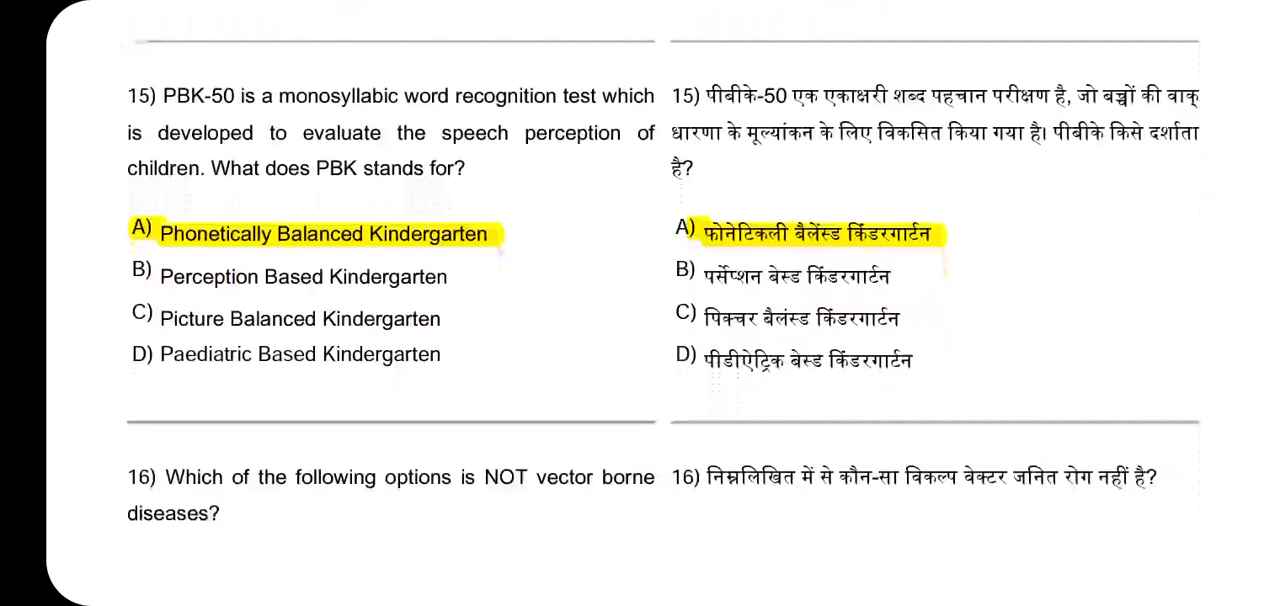 15) PBK-50 is a monosyllabic word recognition test which
is developed to evaluate the speech perception of
children. What does PBK stands for?
A) Phonetically Balanced Kindergarten
B) Perception Based Kindergarten
C) Picture Balanced Kindergarten
D) Paediatric Based Kindergarten
15) पीबीके-50 एक एकाक्षरी शब्द पहचान परीक्षण है, जो बच्चों की वाक्
धारणा के मूल्यांकन के लिए विकसित किया गया है। पीबीके किसे दर्शाता
है?
A) फोनेटिकली बैलेंस्ड किंडरगार्टन
B) पर्सेप्शन बेस्ड किंडरगार्टन
C) पिक्चर बैलंस्ड किंडरगार्टन
D) पीडीऐट्रिक बेस्ड किंडरगार्टन
16) Which of the following options is NOT vector borne
diseases?
16) निम्नलिखित में से कौन-सा विकल्प वेक्टर जनित रोग नहीं है?